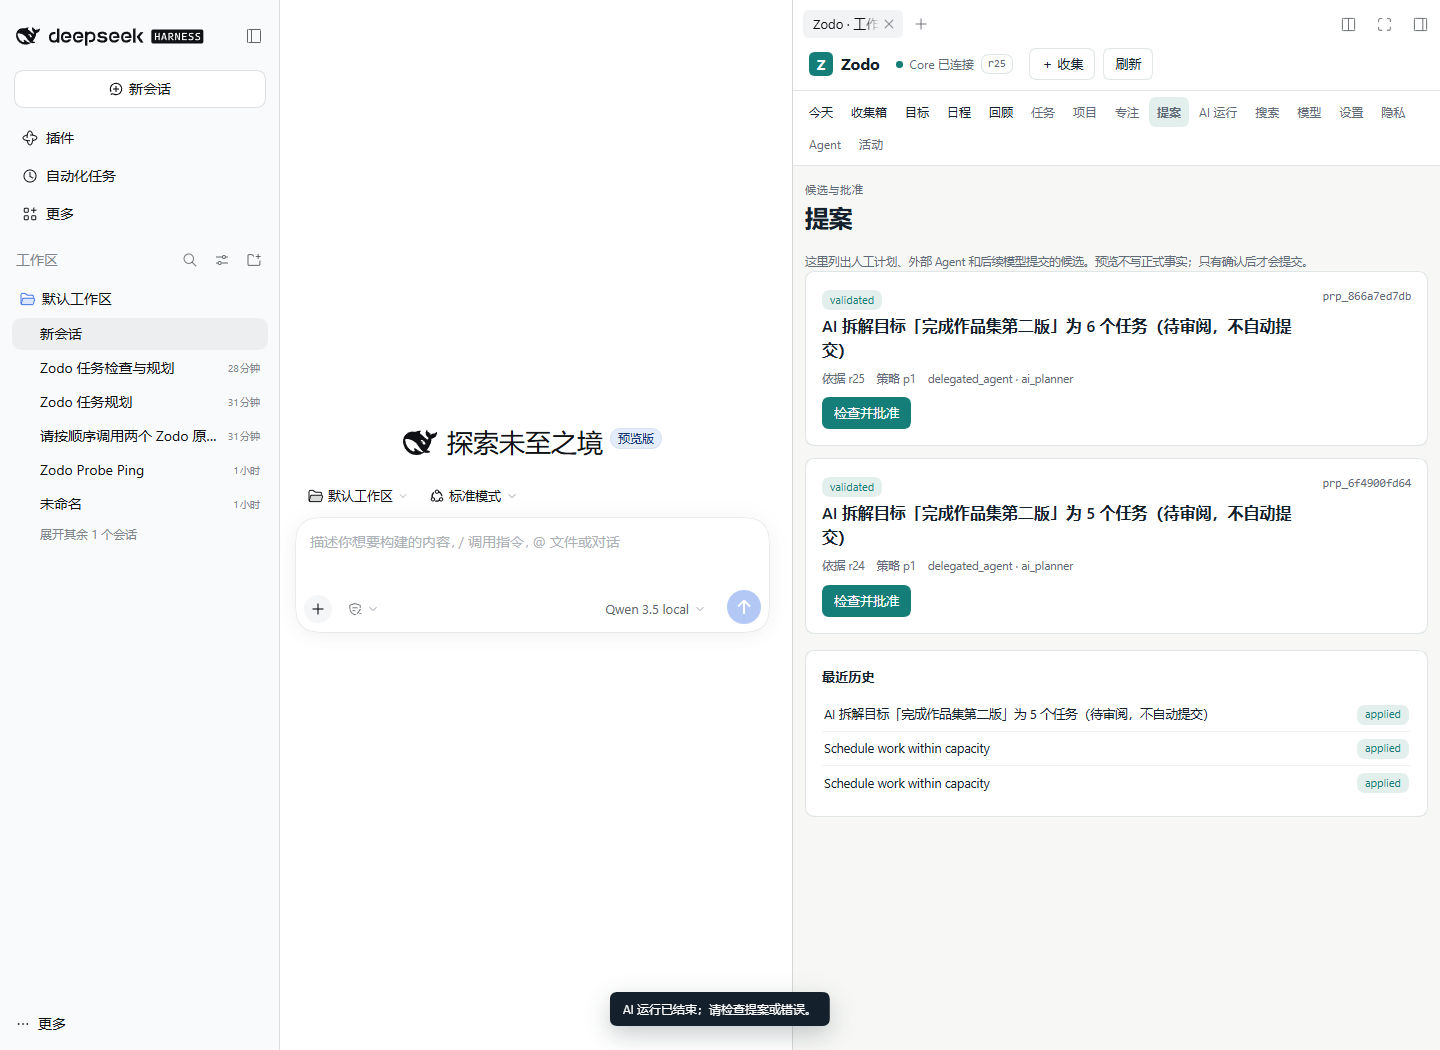 deepseek HARNESS
新会话
插件
自动化任务
更多
工作区
默认工作区
新会话
Zodo 任务检查与规划 28分钟
Zodo 任务规划 31分钟
请按顺序调用两个 Zodo 原... 31分钟
Zodo Probe Ping 1小时
未命名 1小时
展开其余 1 个会话
更多
探索未至之境 预览版
默认工作区 标准模式
描述你想要构建的内容, / 调用指令, @ 文件或对话
Qwen 3.5 local
Zodo · 工作
Z Zodo Core 已连接 r25 + 收集 刷新
今天 收集箱 目标 日程 回顾 任务 项目 专注 提案 AI 运行 搜索 模型 设置 隐私
Agent 活动
候选与批准
提案
这里列出人工计划、外部 Agent 和后续模型提交的候选。预览不写正式事实；只有确认后才会提交。
validated prp_866a7ed7db
AI 拆解目标「完成作品集第二版」为 6 个任务（待审阅，不自动提
交）
依据 r25 策略 p1 delegated_agent · ai_planner
检查并批准
validated prp_6f4900fd64
AI 拆解目标「完成作品集第二版」为 5 个任务（待审阅，不自动提
交）
依据 r24 策略 p1 delegated_agent · ai_planner
检查并批准
最近历史
AI 拆解目标「完成作品集第二版」为 5 个任务（待审阅，不自动提交） applied
Schedule work within capacity applied
Schedule work within capacity applied
AI 运行已结束；请检查提案或错误。